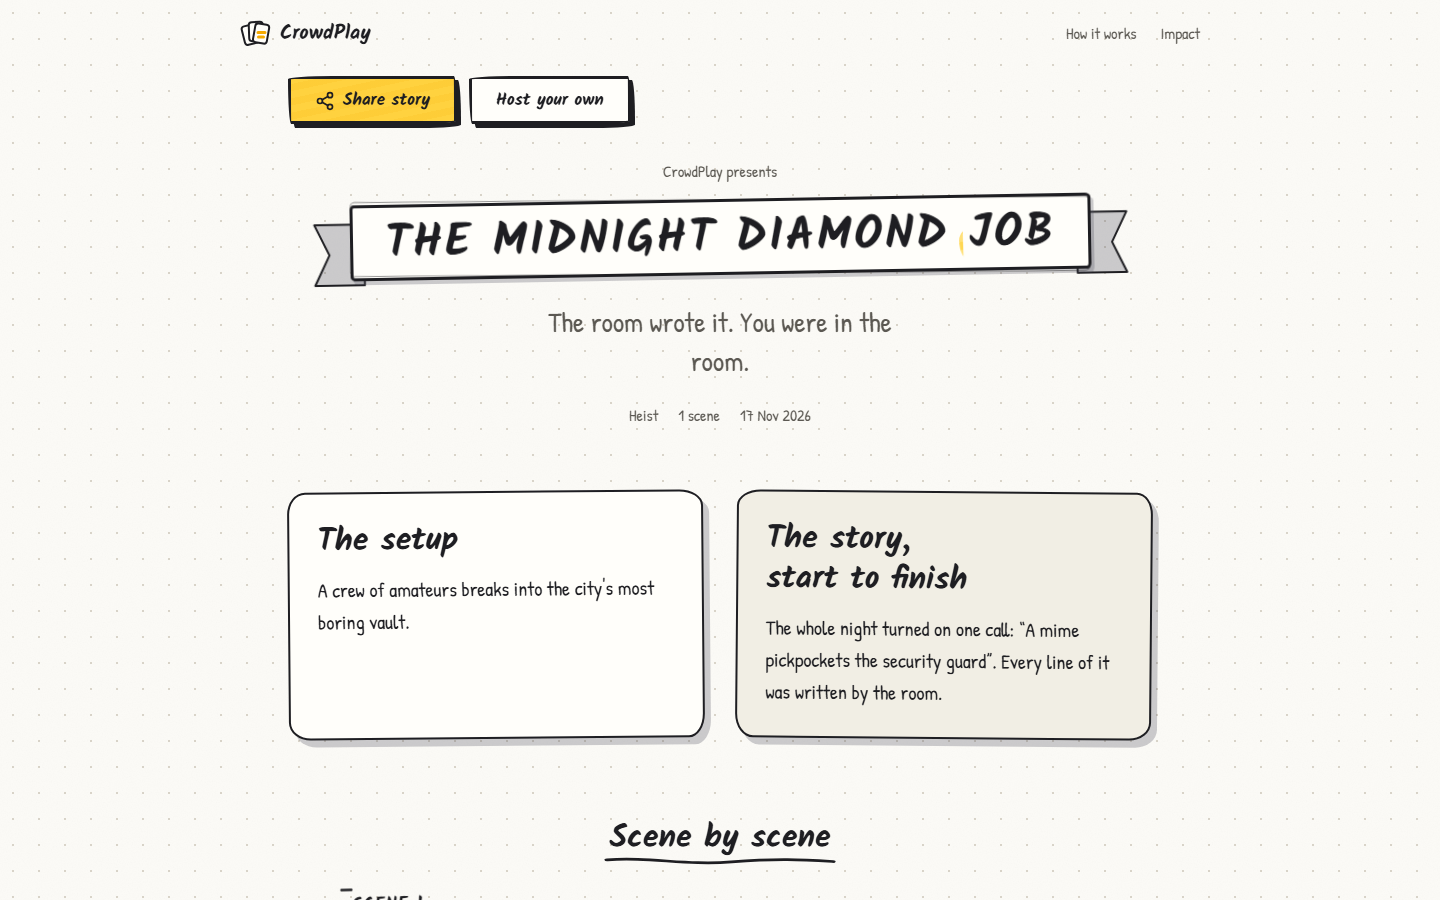 CrowdPlay
How it works
Impact
Share story
Host your own
CrowdPlay presents
THE MIDNIGHT DIAMOND JOB
The room wrote it. You were in the
room.
Heist 1 scene 17 Nov 2026
The setup
A crew of amateurs breaks into the city's most
boring vault.
The story,
start to finish
The whole night turned on one call: “A mime
pickpockets the security guard”. Every line of it
was written by the room.
Scene by scene